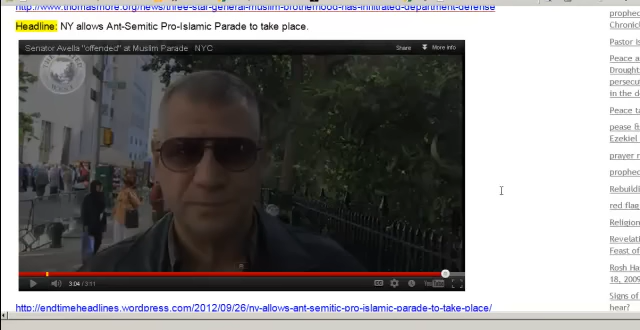 http://www.thomasmore.org/news/three-star-general-muslim-brotherhood-has-infiltrated-department-defense
Headline: NY allows Ant-Semitic Pro-Islamic Parade to take place.
Senator Avella "offended" at Muslim Parade NYC
Share
More info
3:04 / 3:11
http://endtimeheadlines.wordpress.com/2012/09/26/ny-allows-ant-semitic-pro-islamic-parade-to-take-place/
prophec
Chronicl
Pastor I
Peace a
Drought
persecut
in the d
Peace ta
pease &
Ezekiel
prayer r
prophec
Rebuildi
red flag
Religion
Revelati
Feast of
Rosh Ha
18, 2009
Signs of
hear?